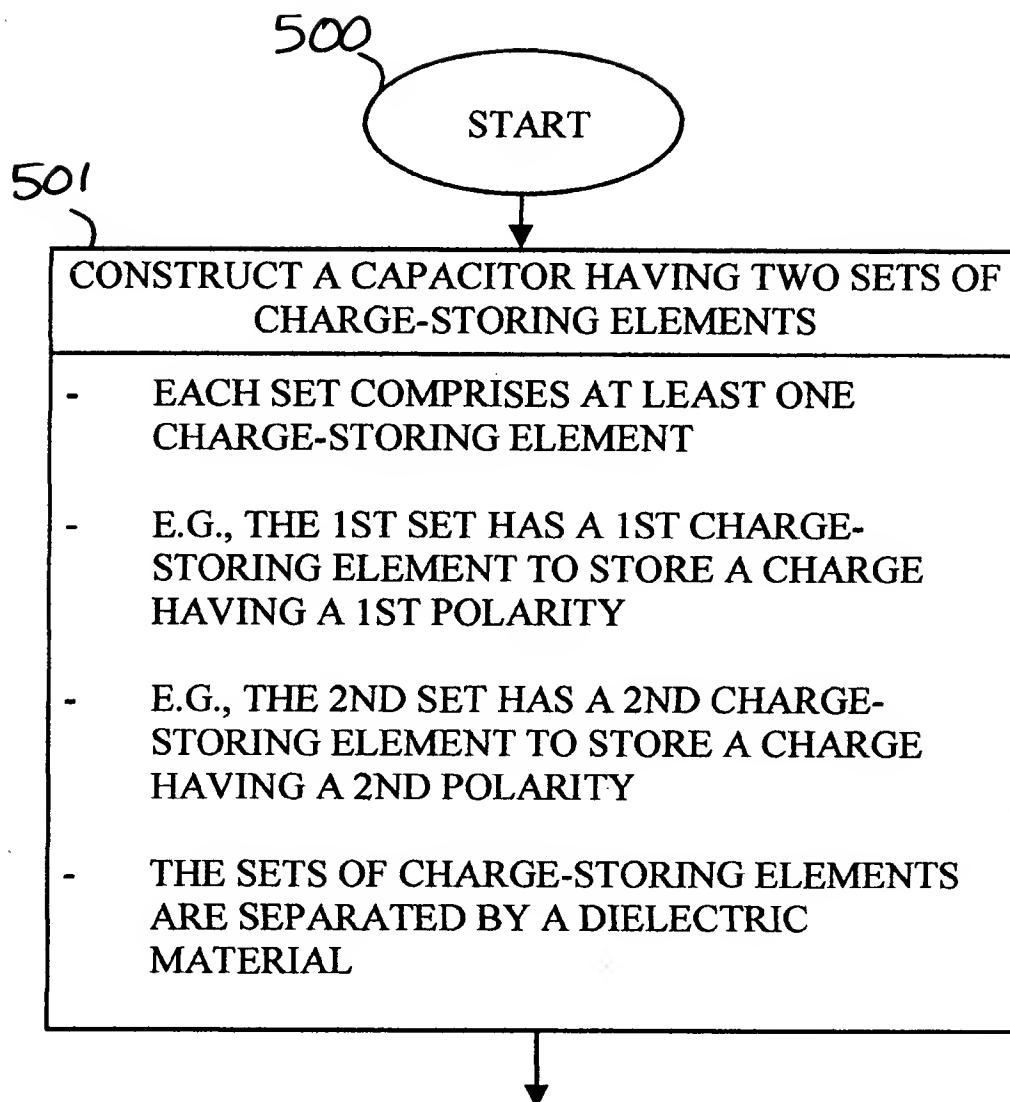 500
START
501
CONSTRUCT A CAPACITOR HAVING TWO SETS OF
CHARGE-STORING ELEMENTS
- EACH SET COMPRISES AT LEAST ONE
CHARGE-STORING ELEMENT
- E.G., THE 1ST SET HAS A 1ST CHARGE-
STORING ELEMENT TO STORE A CHARGE
HAVING A 1ST POLARITY
- E.G., THE 2ND SET HAS A 2ND CHARGE-
STORING ELEMENT TO STORE A CHARGE
HAVING A 2ND POLARITY
- THE SETS OF CHARGE-STORING ELEMENTS
ARE SEPARATED BY A DIELECTRIC
MATERIAL